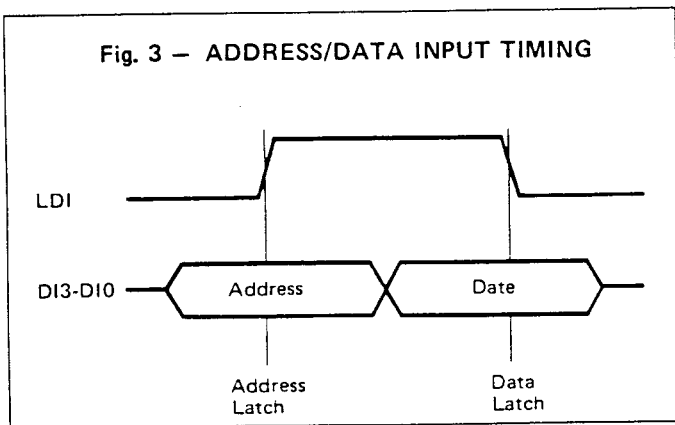 Fig. 3 — ADDRESS/DATA INPUT TIMING
LDI
DI3-DI0
Address
Date
Address
Latch
Data
Latch